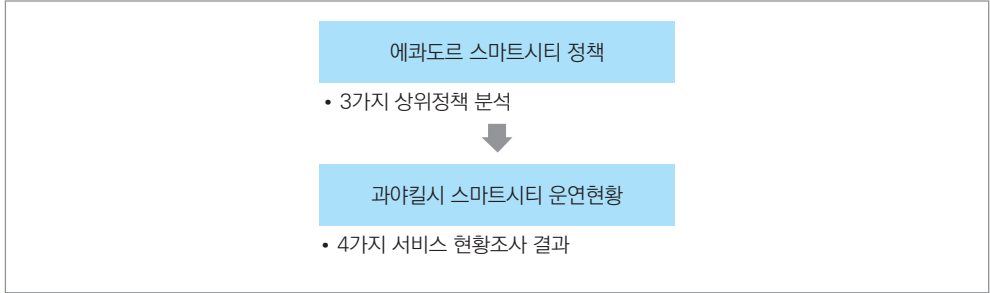 에콰도르 스마트시티 정책
• 3가지 상위정책 분석
과야킬시 스마트시티 운연현황
• 4가지 서비스 현황조사 결과